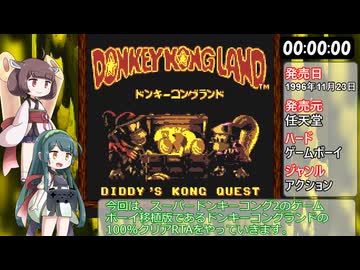 DONKEY KONG LAND™
ドンキーコングランド
DIDDY'S KONG QUEST
00:00:00
発売日
1996年11月23日
発売元
任天堂
ハード
ゲームボーイ
ジャンル
アクション
今回は、スーパードンキーコング2のゲーム
ボーイ移植版であるドンキーコングランドの
100％クリアRTAをやっていきます。